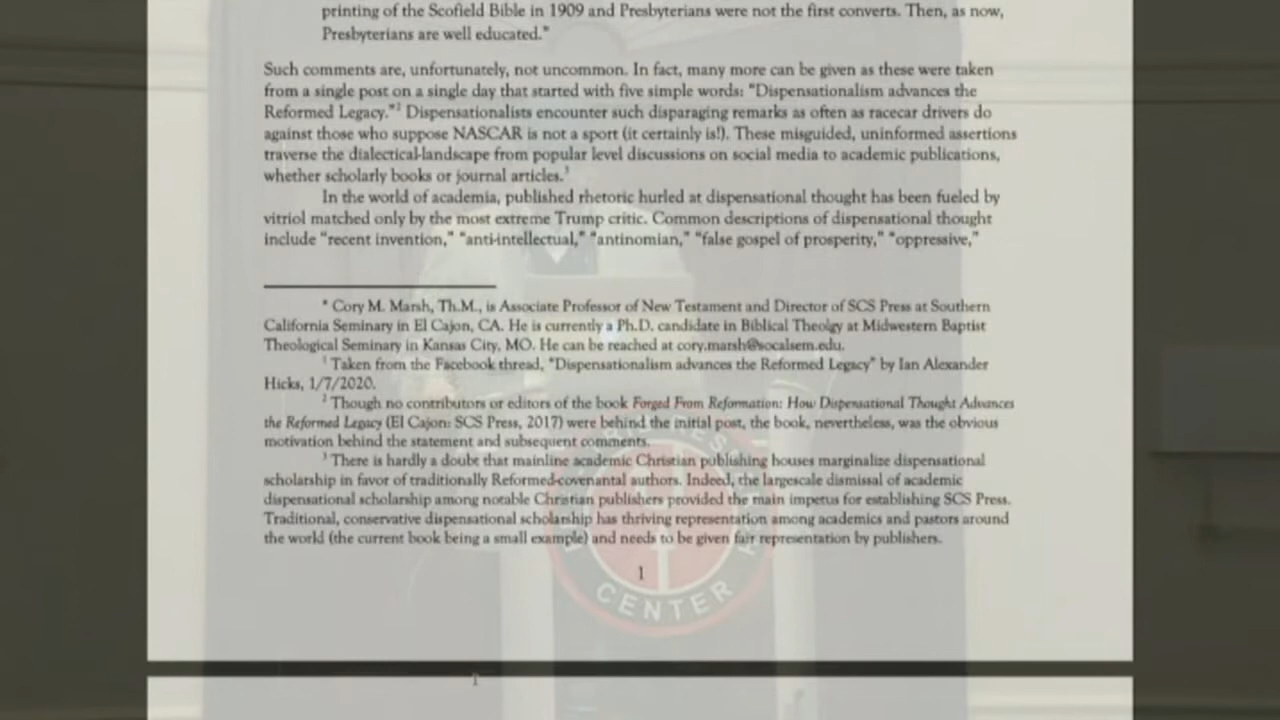 printing of the Scofield Bible in 1909 and Presbyterians were not the first converts. Then, as now,
Presbyterians are well educated."
Such comments are, unfortunately, not uncommon. In fact, many more can be given as these were taken
from a single post on a single day that started with five simple words: "Dispensationalism advances the
Reformed Legacy."² Dispensationalists encounter such disparaging remarks as often as racecar drivers do
against those who suppose NASCAR is not a sport (it certainly is!). These misguided, uninformed assertions
traverse the dialectical-landscape from popular level discussions on social media to academic publications,
whether scholarly books or journal articles.³
In the world of academia, published rhetoric hurled at dispensational thought has been fueled by
vitriol matched only by the most extreme Trump critic. Common descriptions of dispensational thought
include "recent invention," "anti-intellectual," "antinomian," "false gospel of prosperity," "oppressive,"
* Cory M. Marsh, Th.M., is Associate Professor of New Testament and Director of SCS Press at Southern
California Seminary in El Cajon, CA. He is currently a Ph.D. candidate in Biblical Theolgy at Midwestern Baptist
Theological Seminary in Kansas City, MO. He can be reached at cory.marsh@socalsem.edu.
¹ Taken from the Facebook thread, "Dispensationalism advances the Reformed Legacy" by Ian Alexander
Hicks, 1/7/2020.
² Though no contributors or editors of the book Forged From Reformation: How Dispensational Thought Advances
the Reformed Legacy (El Cajon: SCS Press, 2017) were behind the initial post, the book, nevertheless, was the obvious
motivation behind the statement and subsequent comments.
³ There is hardly a doubt that mainline academic Christian publishing houses marginalize dispensational
scholarship in favor of traditionally Reformed-covenantal authors. Indeed, the largescale dismissal of academic
dispensational scholarship among notable Christian publishers provided the main impetus for establishing SCS Press.
Traditional, conservative dispensational scholarship has thriving representation among academics and pastors around
the world (the current book being a small example) and needs to be given fair representation by publishers.
1
CENTER